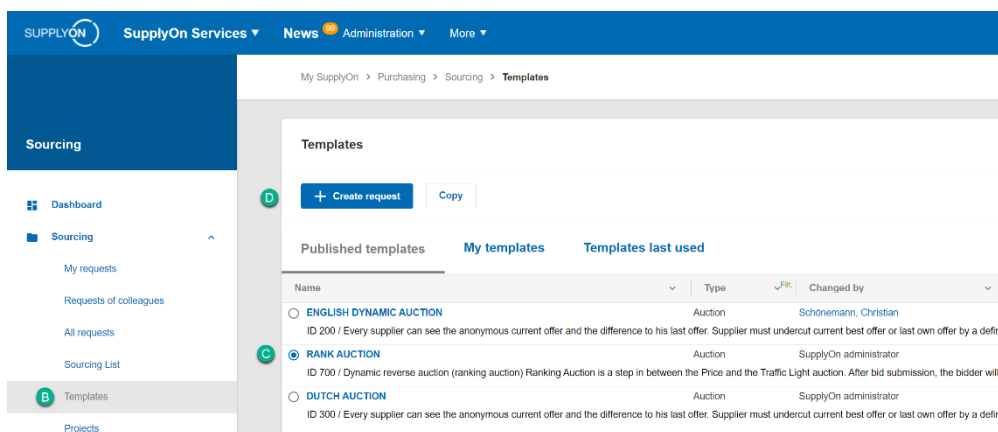 SUPPLYON SupplyOn Services ▼ News 99 Administration ▼ More ▼
My SupplyOn > Purchasing > Sourcing > Templates
Sourcing
Templates
D + Create request Copy
Dashboard
Sourcing
Published templates My templates Templates last used
My requests
Name Type Filt. Changed by
Requests of colleagues
ENGLISH DYNAMIC AUCTION Auction Schönemann, Christian
ID 200 / Every supplier can see the anonymous current offer and the difference to his last offer. Supplier must undercut current best offer or last own offer by a
All requests
C RANK AUCTION Auction SupplyOn administrator
Sourcing List
ID 700 / Dynamic reverse auction (ranking auction) Ranking Auction is a step in between the Price and the Traffic Light auction. After bid submission, the bidder
B Templates
DUTCH AUCTION Auction SupplyOn administrator
ID 300 / Every supplier can see the anonymous current offer and the difference to his last offer. Supplier must undercut current best offer or last own offer by a
Projects